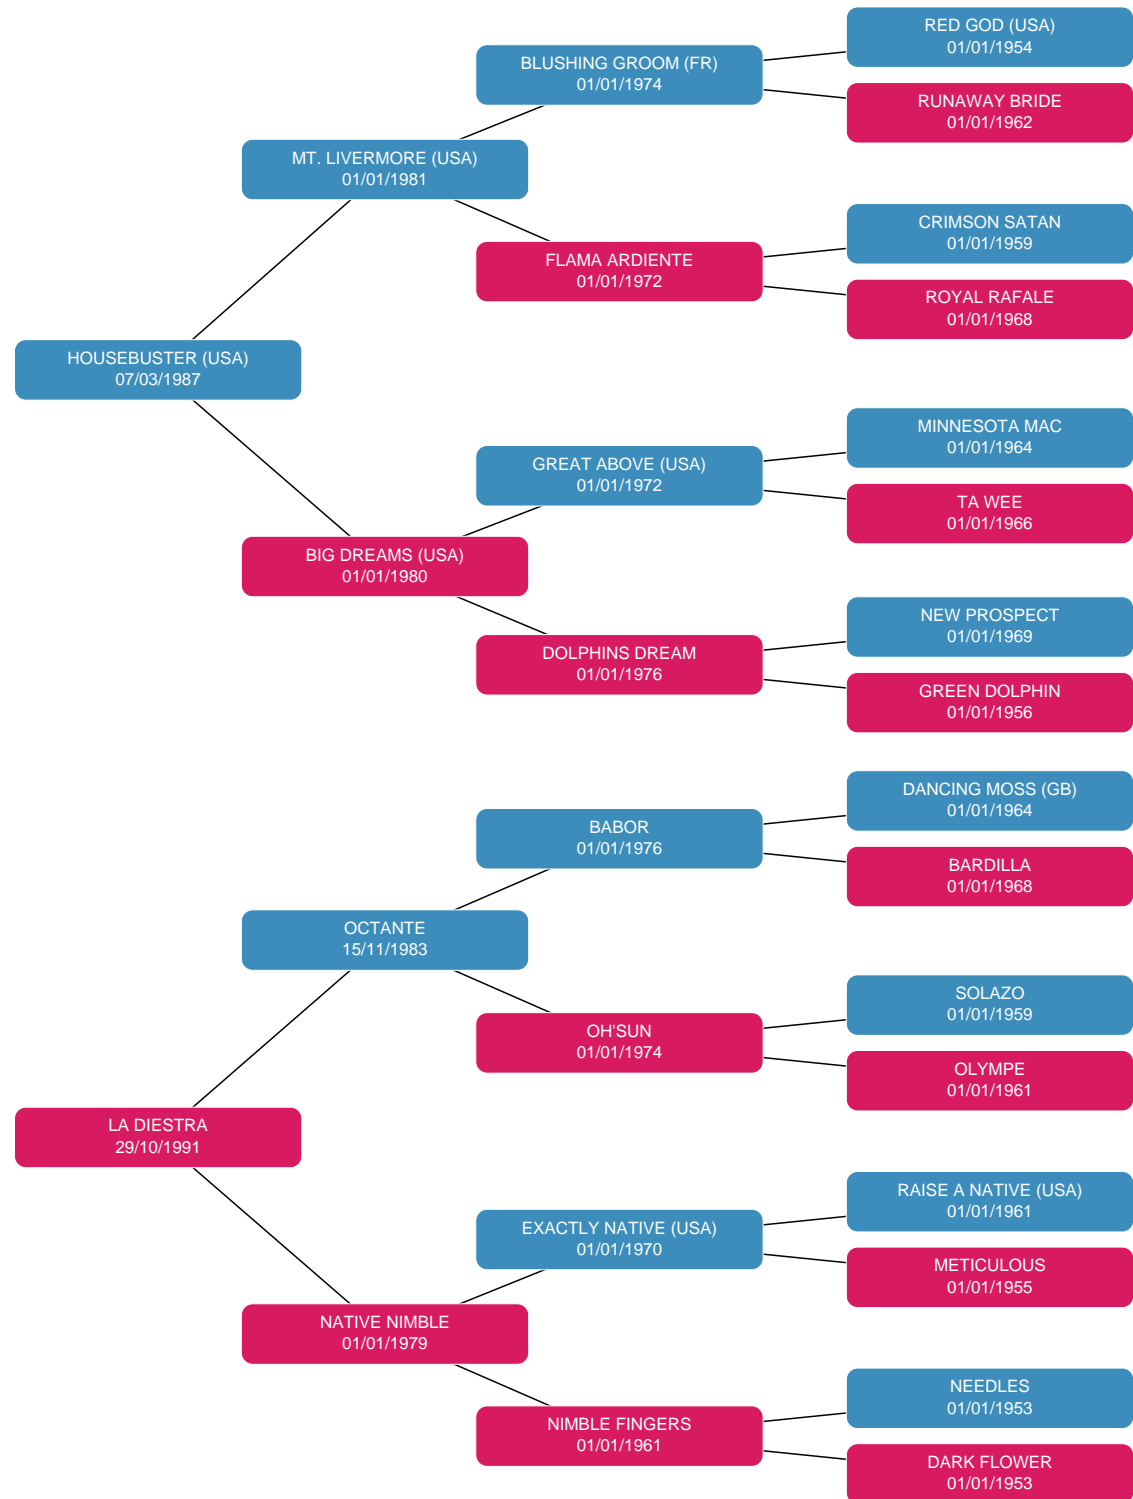 RED GOD (USA)
01/01/1954
BLUSHING GROOM (FR)
01/01/1974
RUNAWAY BRIDE
01/01/1962
MT. LIVERMORE (USA)
01/01/1981
CRIMSON SATAN
01/01/1959
FLAMA ARDIENTE
01/01/1972
ROYAL RAFALE
01/01/1968
HOUSEBUSTER (USA)
07/03/1987
MINNESOTA MAC
01/01/1964
GREAT ABOVE (USA)
01/01/1972
TA WEE
01/01/1966
BIG DREAMS (USA)
01/01/1980
NEW PROSPECT
01/01/1969
DOLPHINS DREAM
01/01/1976
GREEN DOLPHIN
01/01/1956
DANCING MOSS (GB)
01/01/1964
BABOR
01/01/1976
BARDILLA
01/01/1968
OCTANTE
15/11/1983
SOLAZO
01/01/1959
OH'SUN
01/01/1974
OLYMPE
01/01/1961
LA DIESTRA
29/10/1991
RAISE A NATIVE (USA)
01/01/1961
EXACTLY NATIVE (USA)
01/01/1970
METICULOUS
01/01/1955
NATIVE NIMBLE
01/01/1979
NEEDLES
01/01/1953
NIMBLE FINGERS
01/01/1961
DARK FLOWER
01/01/1953